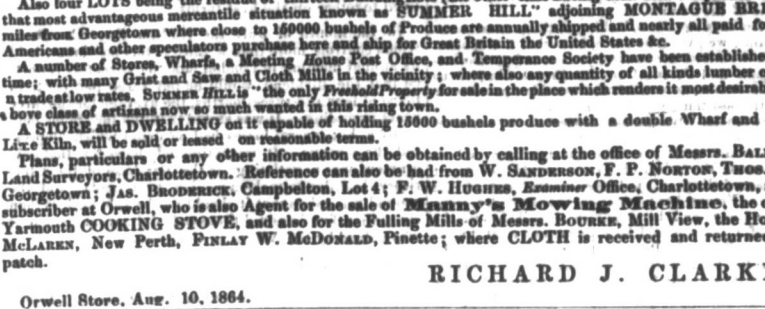 Also four LOTS being the residue of
that most advantageous mercantile situation known as "SUMMER HILL" adjoining MONTAGUE BRI
miles from Georgetown where close to 150000 bushels of Produce are annually shipped and nearly all paid fo
Americans and other speculators purchase here and ship for Great Britain the United States &c.
A number of Stores, Wharfs, a Meeting House Post Office, and Temperance Society have been establishe
time; with many Grist and Saw and Cloth Mills in the vicinity; where also any quantity of all kinds lumber c
n trade at low rates. SUMMER HILL is "the only Freehold Property for sale in the place which renders it most desirab
bove class of artizans now so much wanted in this rising town.
A STORE and DWELLING on it capable of holding 15000 bushels produce with a double Wharf and
Lime Kiln, will be sold or leased on reasonable terms.
Plans, particulars or any other information can be obtained by calling at the office of Messrs. BAL
Land Surveyors, Charlottetown. Reference can also be had from W. SANDERSON, F. P. NORTON, THOS.
Georgetown; JAS. BRODERICK, Campbelton, Lot 4; F. W. HUGHES, Examiner Office, Charlottetown,
subscriber at Orwell, who is also Agent for the sale of Manny's Mowing Machine, the c
Yarmouth COOKING STOVE, and also for the Fulling Mills of Messrs. BOURKE, Mill View, the Ho
McLAREN, New Perth, FINLAY W. McDONALD, Pinette; where CLOTH is received and returne
patch.
RICHARD J. CLARK
Orwell Store, Aug. 10, 1864.